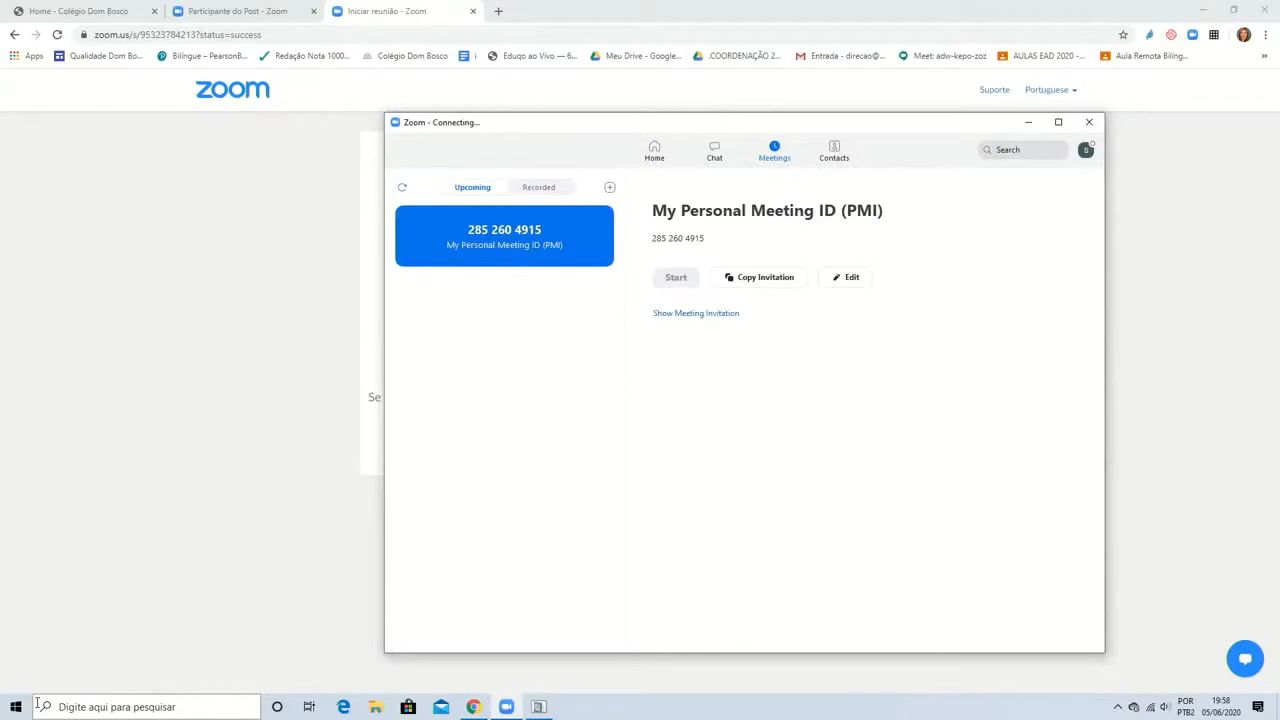 Home - Colégio Dom Bosco
Participante do Post - Zoom
Iniciar reunião - Zoom
zoom.us/s/95323784213?status=success
Apps
Qualidade Dom Bo...
Bilíngue – PearsonB...
Redação Nota 1000...
Colégio Dom Bosco
Eduqo ao Vivo — 6...
Meu Drive - Google...
.COORDENAÇÃO 2...
Entrada - direcao@...
Meet: adw-kepo-zoz
AULAS EAD 2020 -...
Aula Remota Bilíng...
»
zoom
Suporte
Portuguese
Zoom - Connecting...
Home
Chat
Meetings
Contacts
Search
S
Upcoming
Recorded
285 260 4915
My Personal Meeting ID (PMI)
My Personal Meeting ID (PMI)
285 260 4915
Start
Copy Invitation
Edit
Show Meeting Invitation
Se
Digite aqui para pesquisar
POR
PTB2
19:58
05/06/2020